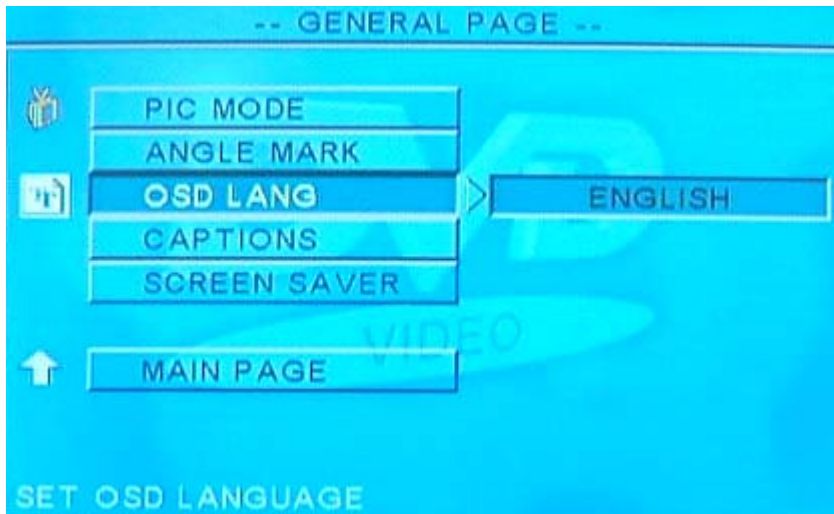 -- GENERAL PAGE --
PIC MODE
ANGLE MARK
OSD LANG
ENGLISH
CAPTIONS
SCREEN SAVER
VIDEO
MAIN PAGE
SET OSD LANGUAGE